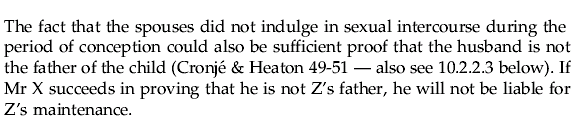 The fact that the spouses did not indulge in sexual intercourse during the
period of conception could also be sufficient proof that the husband is not
the father of the child (Cronjé & Heaton 49-51 — also see 10.2.2.3 below). If
Mr X succeeds in proving that he is not Z’s father, he will not be liable for
Z’s maintenance.